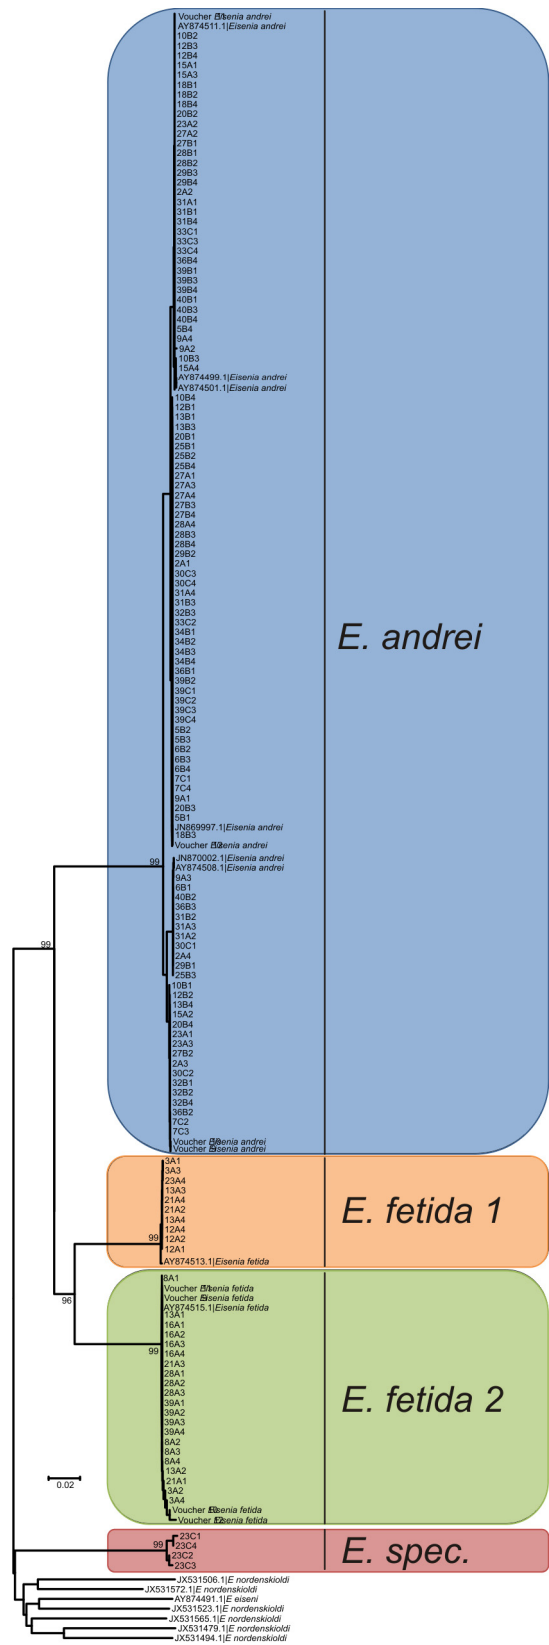 Voucher Eisenia andrei
AY874511.1|Eisenia andrei
10B2
12B3
12B4
15A1
15A3
18B1
18B2
18B4
20B2
23A2
27A2
27B1
28B1
28B2
29B3
29B4
2A2
31A1
31B1
31B4
33C1
33C3
33C4
36B4
39B1
39B3
39B4
40B1
40B3
40B4
5B4
9A4
9A2
10B3
15A4
AY874499.1|Eisenia andrei
AY874501.1|Eisenia andrei
10B4
12B1
13B1
13B3
20B1
25B1
25B2
25B4
27A1
27A3
27A4
27B3
27B4
28A4
28B3
28B4
29B2
2A1
30C3
30C4
31A4
31B3
32B3
33C2
34B1
34B2
34B3
34B4
36B1
39B2
39C1
39C2
39C3
39C4
5B2
5B3
6B2
6B3
6B4
7C1
7C4
9A1
20B3
5B1
JN869997.1|Eisenia andrei
18B3
Voucher Eisenia andrei
E. andrei
99
JN870002.1|Eisenia andrei
AY874508.1|Eisenia andrei
9A3
6B1
40B2
36B3
31B2
31A3
31A2
30C1
2A4
29B1
25B3
99
10B1
12B2
13B4
15A2
20B4
23A1
23A3
27B2
2A3
30C2
32B1
32B2
32B4
36B2
7C2
7C3
Voucher Eisenia andrei
Voucher Eisenia andrei
3A1
3A3
23A4
13A3
21A4
21A2
13A4
12A4
12A2
12A1
AY874513.1|Eisenia fetida
99
E. fetida 1
96
8A1
Voucher Eisenia fetida
Voucher Eisenia fetida
AY874515.1|Eisenia fetida
13A1
16A1
16A2
16A3
16A4
21A3
28A1
28A2
28A3
39A1
39A2
39A3
39A4
8A2
8A3
8A4
13A2
21A1
3A2
3A4
Voucher Eisenia fetida
Voucher Eisenia fetida
99
E. fetida 2
0.02
99
23C1
23C4
23C2
23C3
E. spec.
JX531506.1|E nordenskioldi
JX531572.1|E nordenskioldi
AY874491.1|E eiseni
JX531523.1|E nordenskioldi
JX531565.1|E nordenskioldi
JX531479.1|E nordenskioldi
JX531494.1|E nordenskioldi